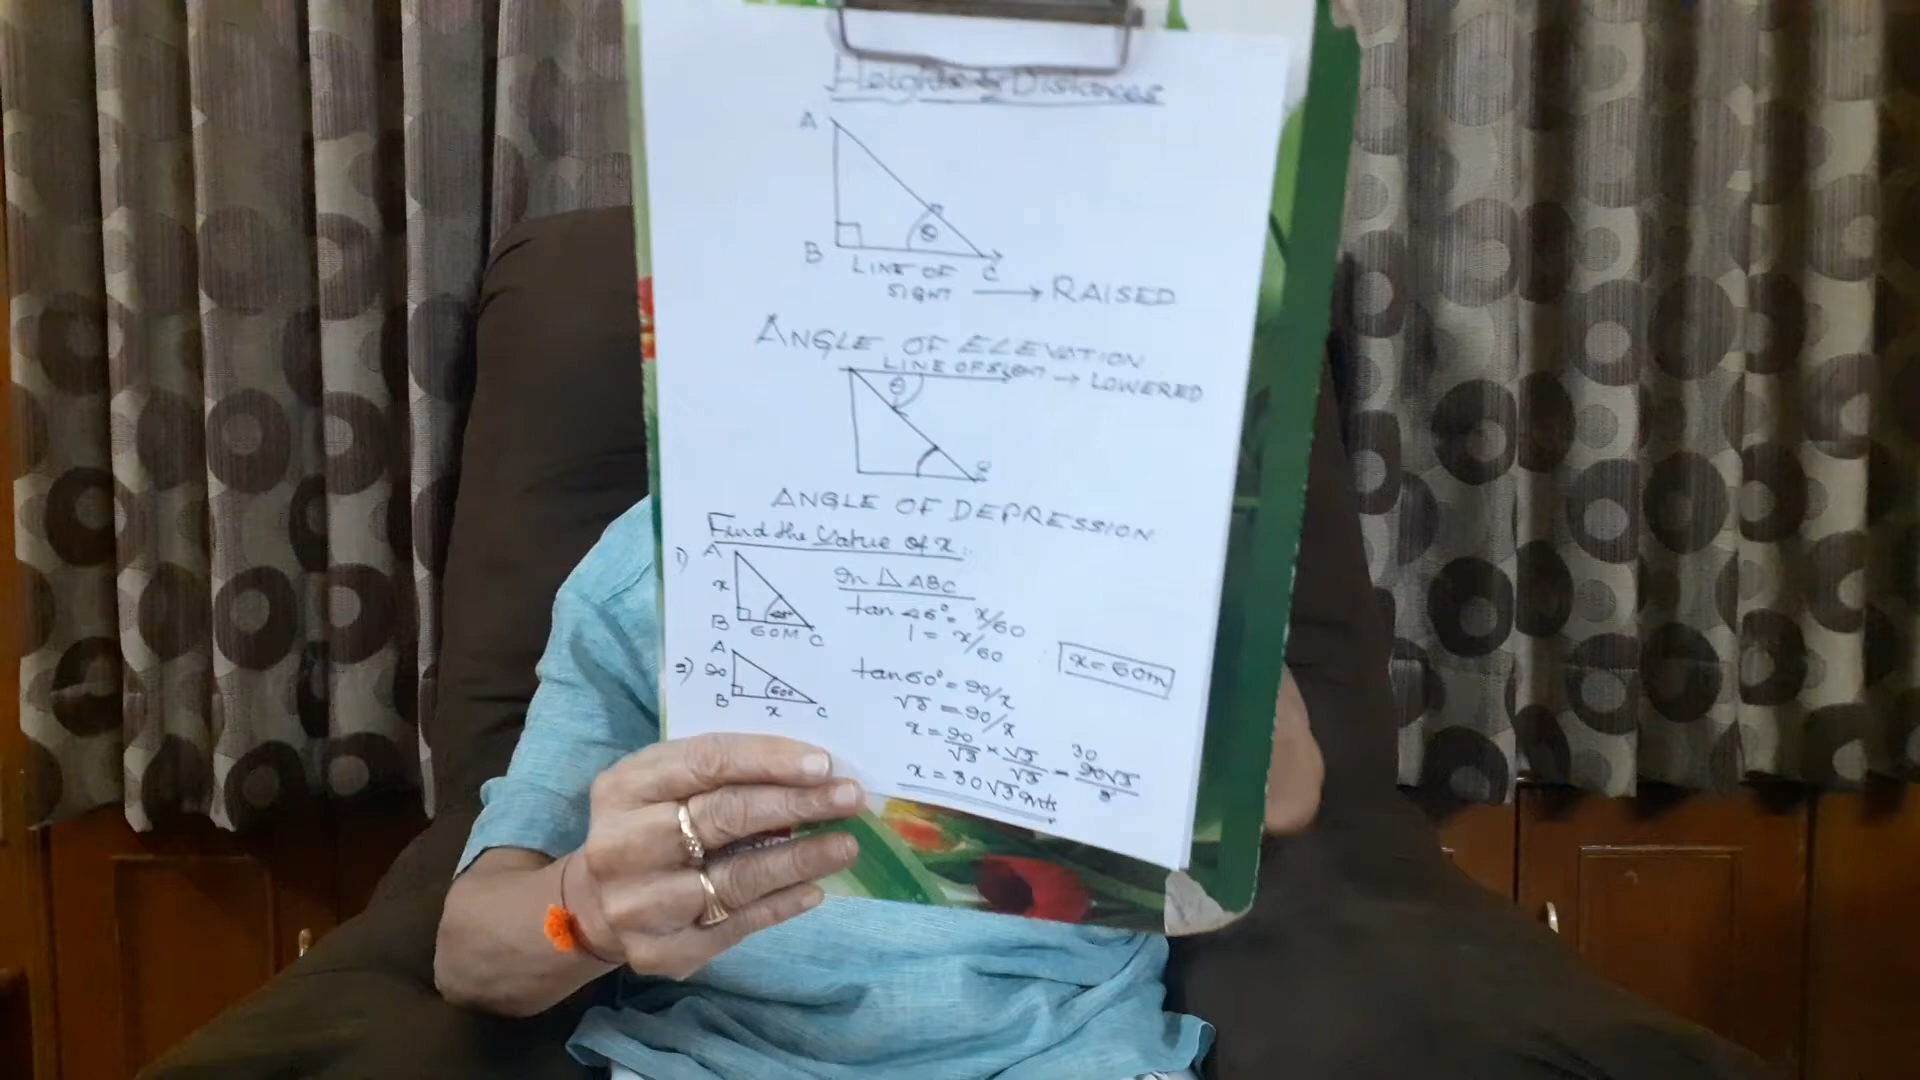 Heights & Distances
A
θ
B
C
LINE OF
SIGHT → RAISED
ANGLE OF ELEVATION
LINE OF SIGHT → LOWERED
θ
ANGLE OF DEPRESSION
Find the Value of x
1)
A
x
45°
B
60M
C
In △ ABC
tan 45° = x/60
1 = x/60
x = 60m
2)
A
90
60°
B
x
C
tan 60° = 90/x
√3 = 90/x
x = 90/√3 × √3/√3 = 90√3/3
30
x = 30√3 mts